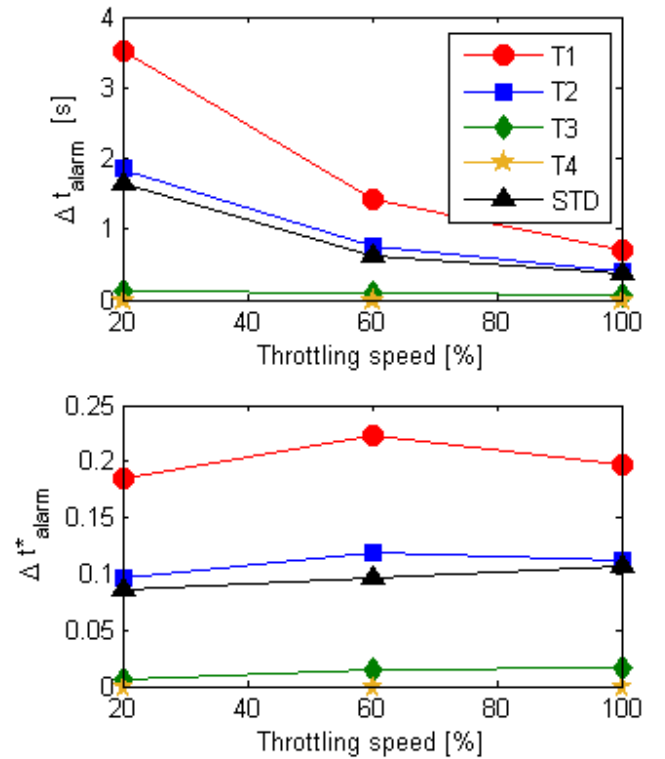 4
3
2
1
0
Δ t_alarm [s]
T1
T2
T3
T4
STD
20 40 60 80 100
Throttling speed [%]
0.25
0.2
0.15
0.1
0.05
0
Δ t*_alarm
20 40 60 80 100
Throttling speed [%]